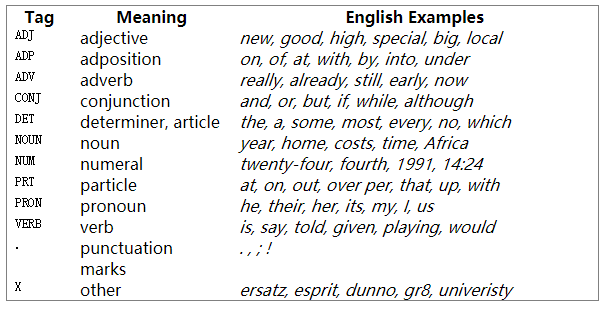 Tag Meaning English Examples
ADJ adjective new, good, high, special, big, local
ADP adposition on, of, at, with, by, into, under
ADV adverb really, already, still, early, now
CONJ conjunction and, or, but, if, while, although
DET determiner, article the, a, some, most, every, no, which
NOUN noun year, home, costs, time, Africa
NUM numeral twenty-four, fourth, 1991, 14:24
PRT particle at, on, out, over per, that, up, with
PRON pronoun he, their, her, its, my, I, us
VERB verb is, say, told, given, playing, would
. punctuation . , ; !
marks
X other ersatz, esprit, dunno, gr8, univeristy